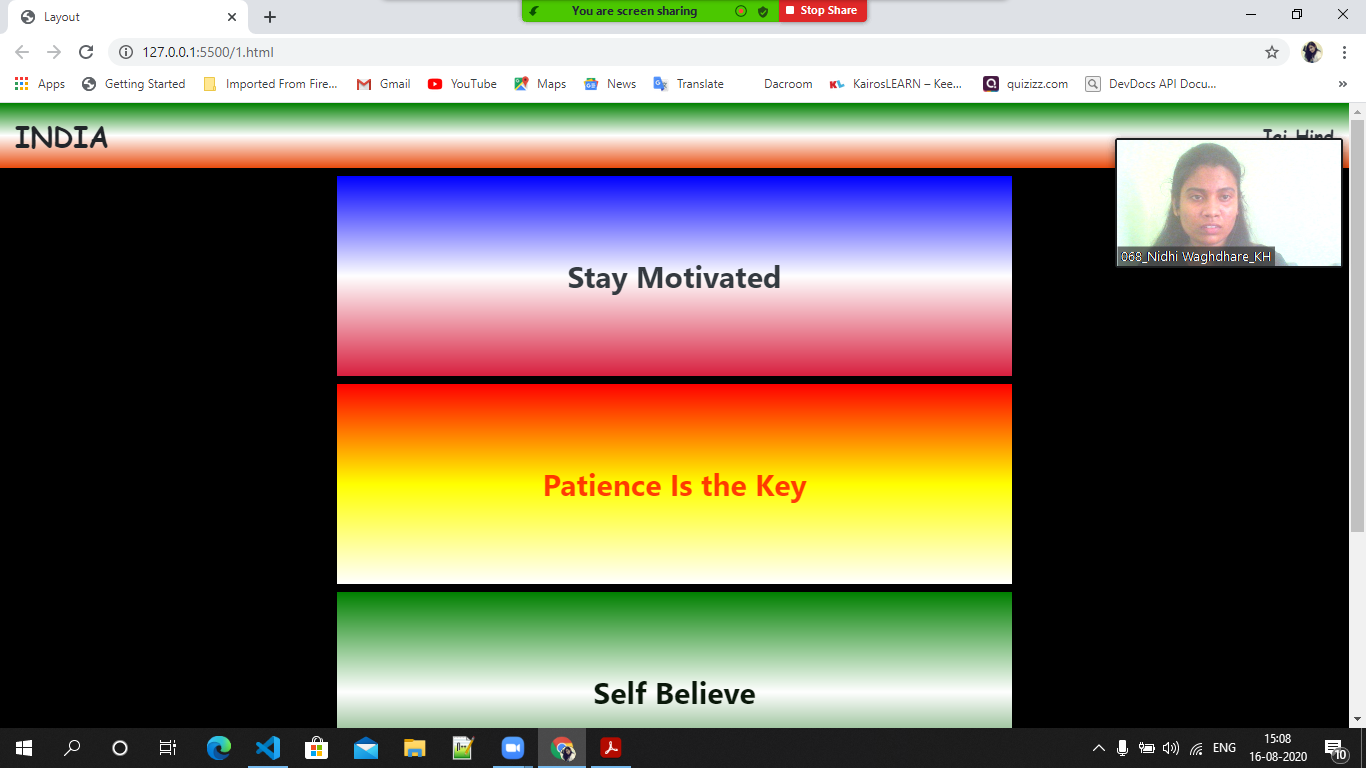 Layout
You are screen sharing
Stop Share
127.0.0.1:5500/1.html
Apps Getting Started Imported From Fire... Gmail YouTube Maps News Translate Dacroom KairosLEARN – Kee... quizizz.com DevDocs API Docu...
INDIA
Jai Hind
068_Nidhi Waghdhare_KH
Stay Motivated
Patience Is the Key
Self Believe
ENG
15:08
16-08-2020
10